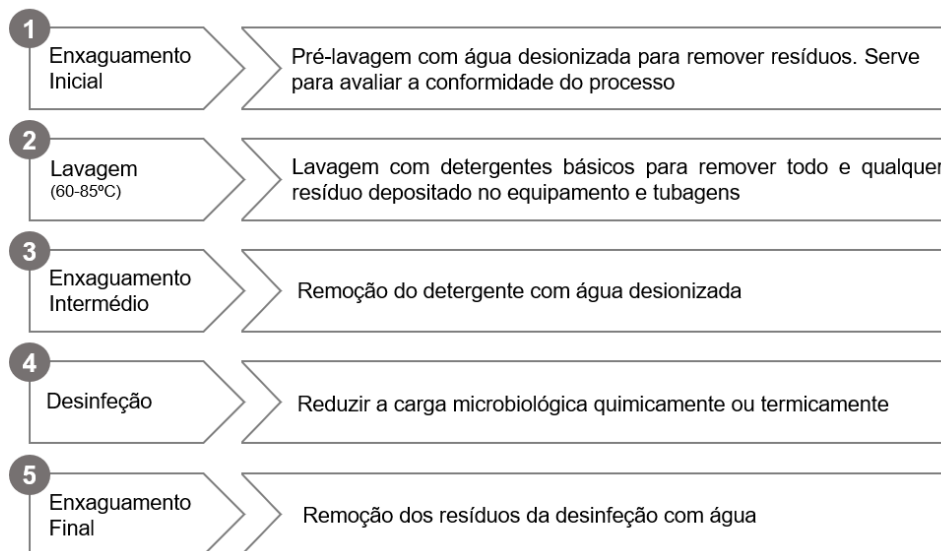 1
Enxaguamento
Inicial
Pré-lavagem com água desionizada para remover resíduos. Serve
para avaliar a conformidade do processo
2
Lavagem
(60-85ºC)
Lavagem com detergentes básicos para remover todo e qualquer
resíduo depositado no equipamento e tubagens
3
Enxaguamento
Intermédio
Remoção do detergente com água desionizada
4
Desinfeção
Reduzir a carga microbiológica quimicamente ou termicamente
5
Enxaguamento
Final
Remoção dos resíduos da desinfeção com água